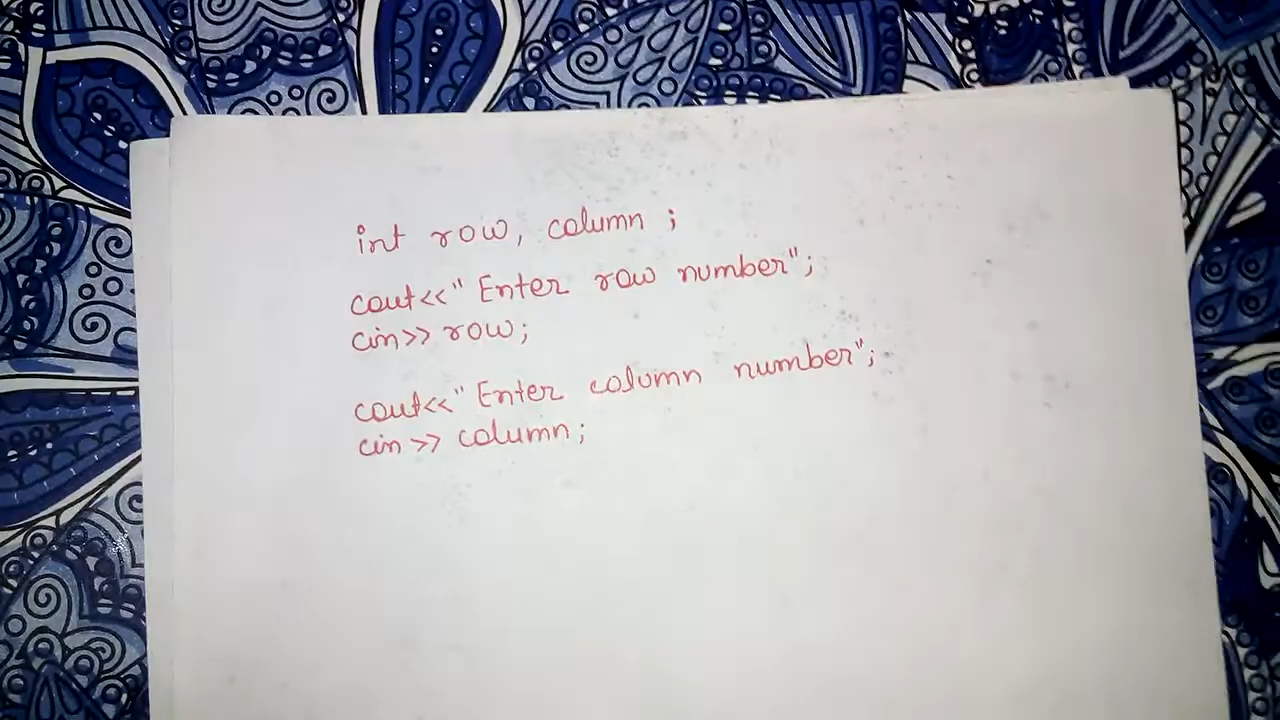 int row, column ;
cout<<" Enter row number";
cin>> row;
cout<<" Enter column number";
cin >> column;